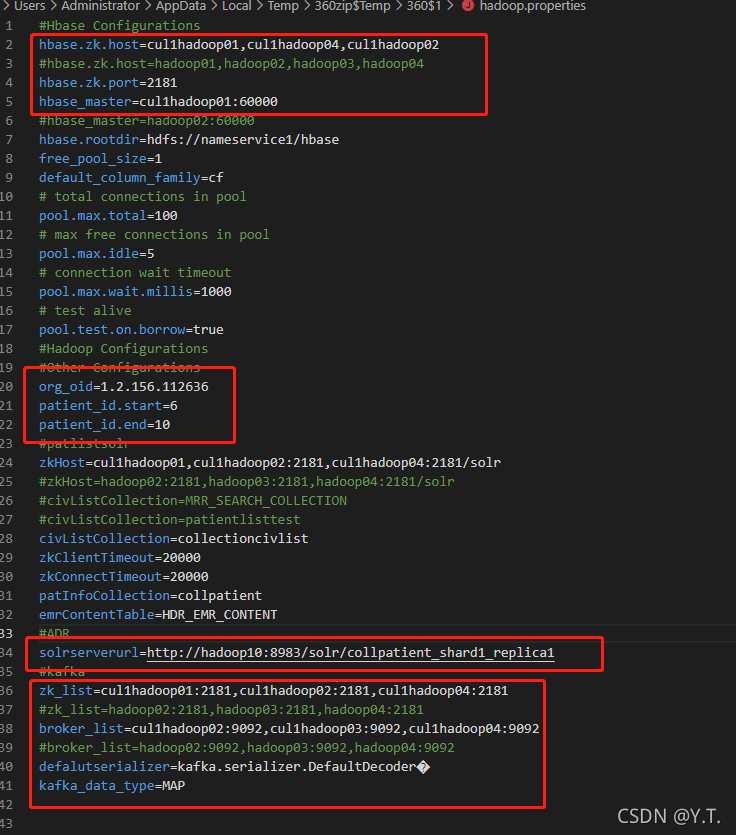 Users > Administrator > AppData > Local > Temp > 360zip$Temp > 360$1 > J hadoop.properties
1 #Hbase Configurations
2 hbase.zk.host=cul1hadoop01,cul1hadoop04,cul1hadoop02
3 #hbase.zk.host=hadoop01,hadoop02,hadoop03,hadoop04
4 hbase.zk.port=2181
5 hbase_master=cul1hadoop01:60000
6 #hbase_master=hadoop02:60000
7 hbase.rootdir=hdfs://nameservice1/hbase
8 free_pool_size=1
9 default_column_family=cf
10 # total connections in pool
11 pool.max.total=100
12 # max free connections in pool
13 pool.max.idle=5
14 # connection wait timeout
15 pool.max.wait.millis=1000
16 # test alive
17 pool.test.on.borrow=true
18 #Hadoop Configurations
19 #Other Configurations
20 org_oid=1.2.156.112636
21 patient_id.start=6
22 patient_id.end=10
23 #patlistsolr
24 zkHost=cul1hadoop01,cul1hadoop02:2181,cul1hadoop04:2181/solr
25 #zkHost=hadoop02:2181,hadoop03:2181,hadoop04:2181/solr
26 #civListCollection=MRR_SEARCH_COLLECTION
27 #civListCollection=patientlisttest
28 civListCollection=collectioncivlist
29 zkClientTimeout=20000
30 zkConnectTimeout=20000
31 patInfoCollection=collpatient
32 emrContentTable=HDR_EMR_CONTENT
33 #ADR
34 solrserverurl=http://hadoop10:8983/solr/collpatient_shard1_replica1
35 #kafka
36 zk_list=cul1hadoop01:2181,cul1hadoop02:2181,cul1hadoop04:2181
37 #zk_list=hadoop02:2181,hadoop03:2181,hadoop04:2181
38 broker_list=cul1hadoop02:9092,cul1hadoop03:9092,cul1hadoop04:9092
39 #broker_list=hadoop02:9092,hadoop03:9092,hadoop04:9092
40 defalutserializer=kafka.serializer.DefaultDecoder�
41 kafka_data_type=MAP
42
43
CSDN @Y.T.